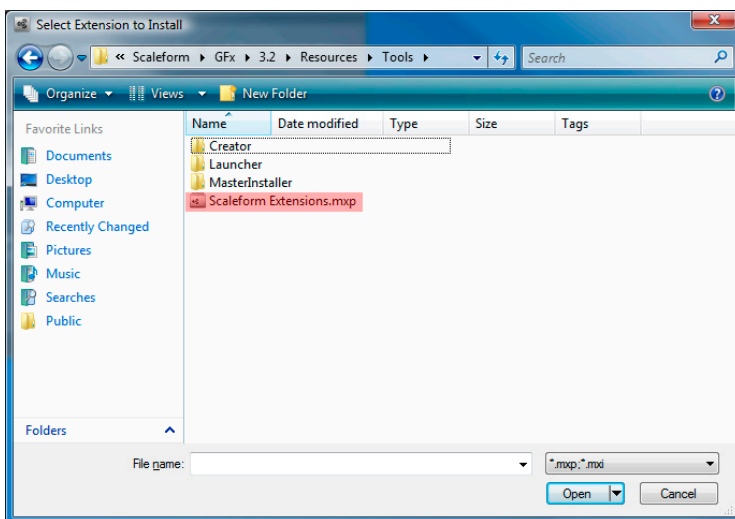 Select Extension to Install
« Scaleform GFx 3.2 Resources Tools Search
Organize Views New Folder
Favorite Links
Documents
Desktop
Computer
Recently Changed
Pictures
Music
Searches
Public
Folders
Name Date modified Type Size Tags
Creator
Launcher
MasterInstaller
Scaleform Extensions.mxp
File name: *.mxp;*.mxi
Open Cancel